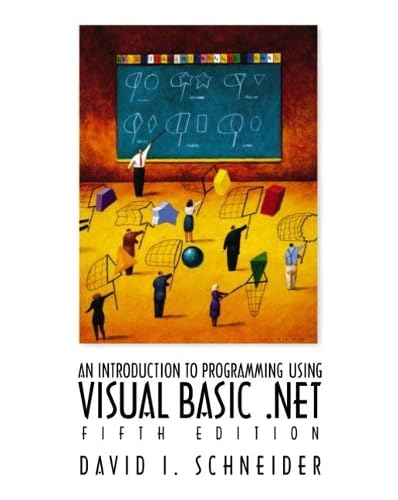 AN INTRODUCTION TO PROGRAMMING USING
VISUAL BASIC .NET
FIFTH EDITION
DAVID I. SCHNEIDER